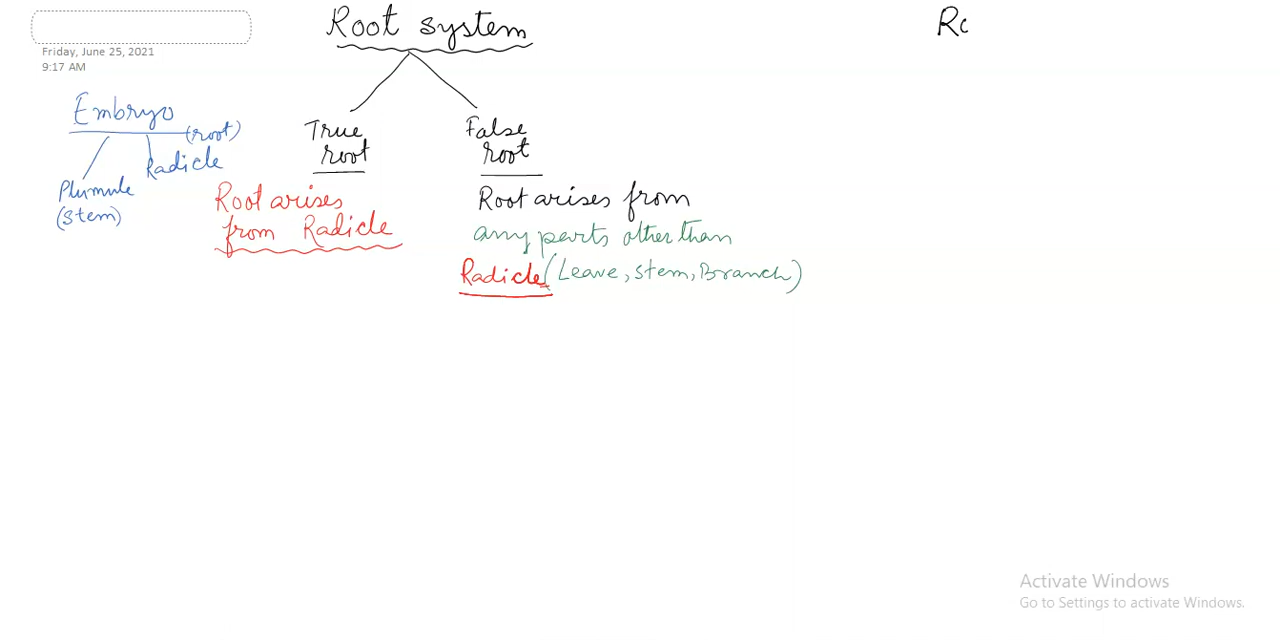 Root system
Ro
Friday, June 25, 2021
9:17 AM
Embryo
(root)
Radicle
Plumule
(stem)
True
root
Root arises
from Radicle
False
root
Root arises from
any parts other than
Radicle (Leave, stem, Branch)
Activate Windows
Go to Settings to activate Windows.